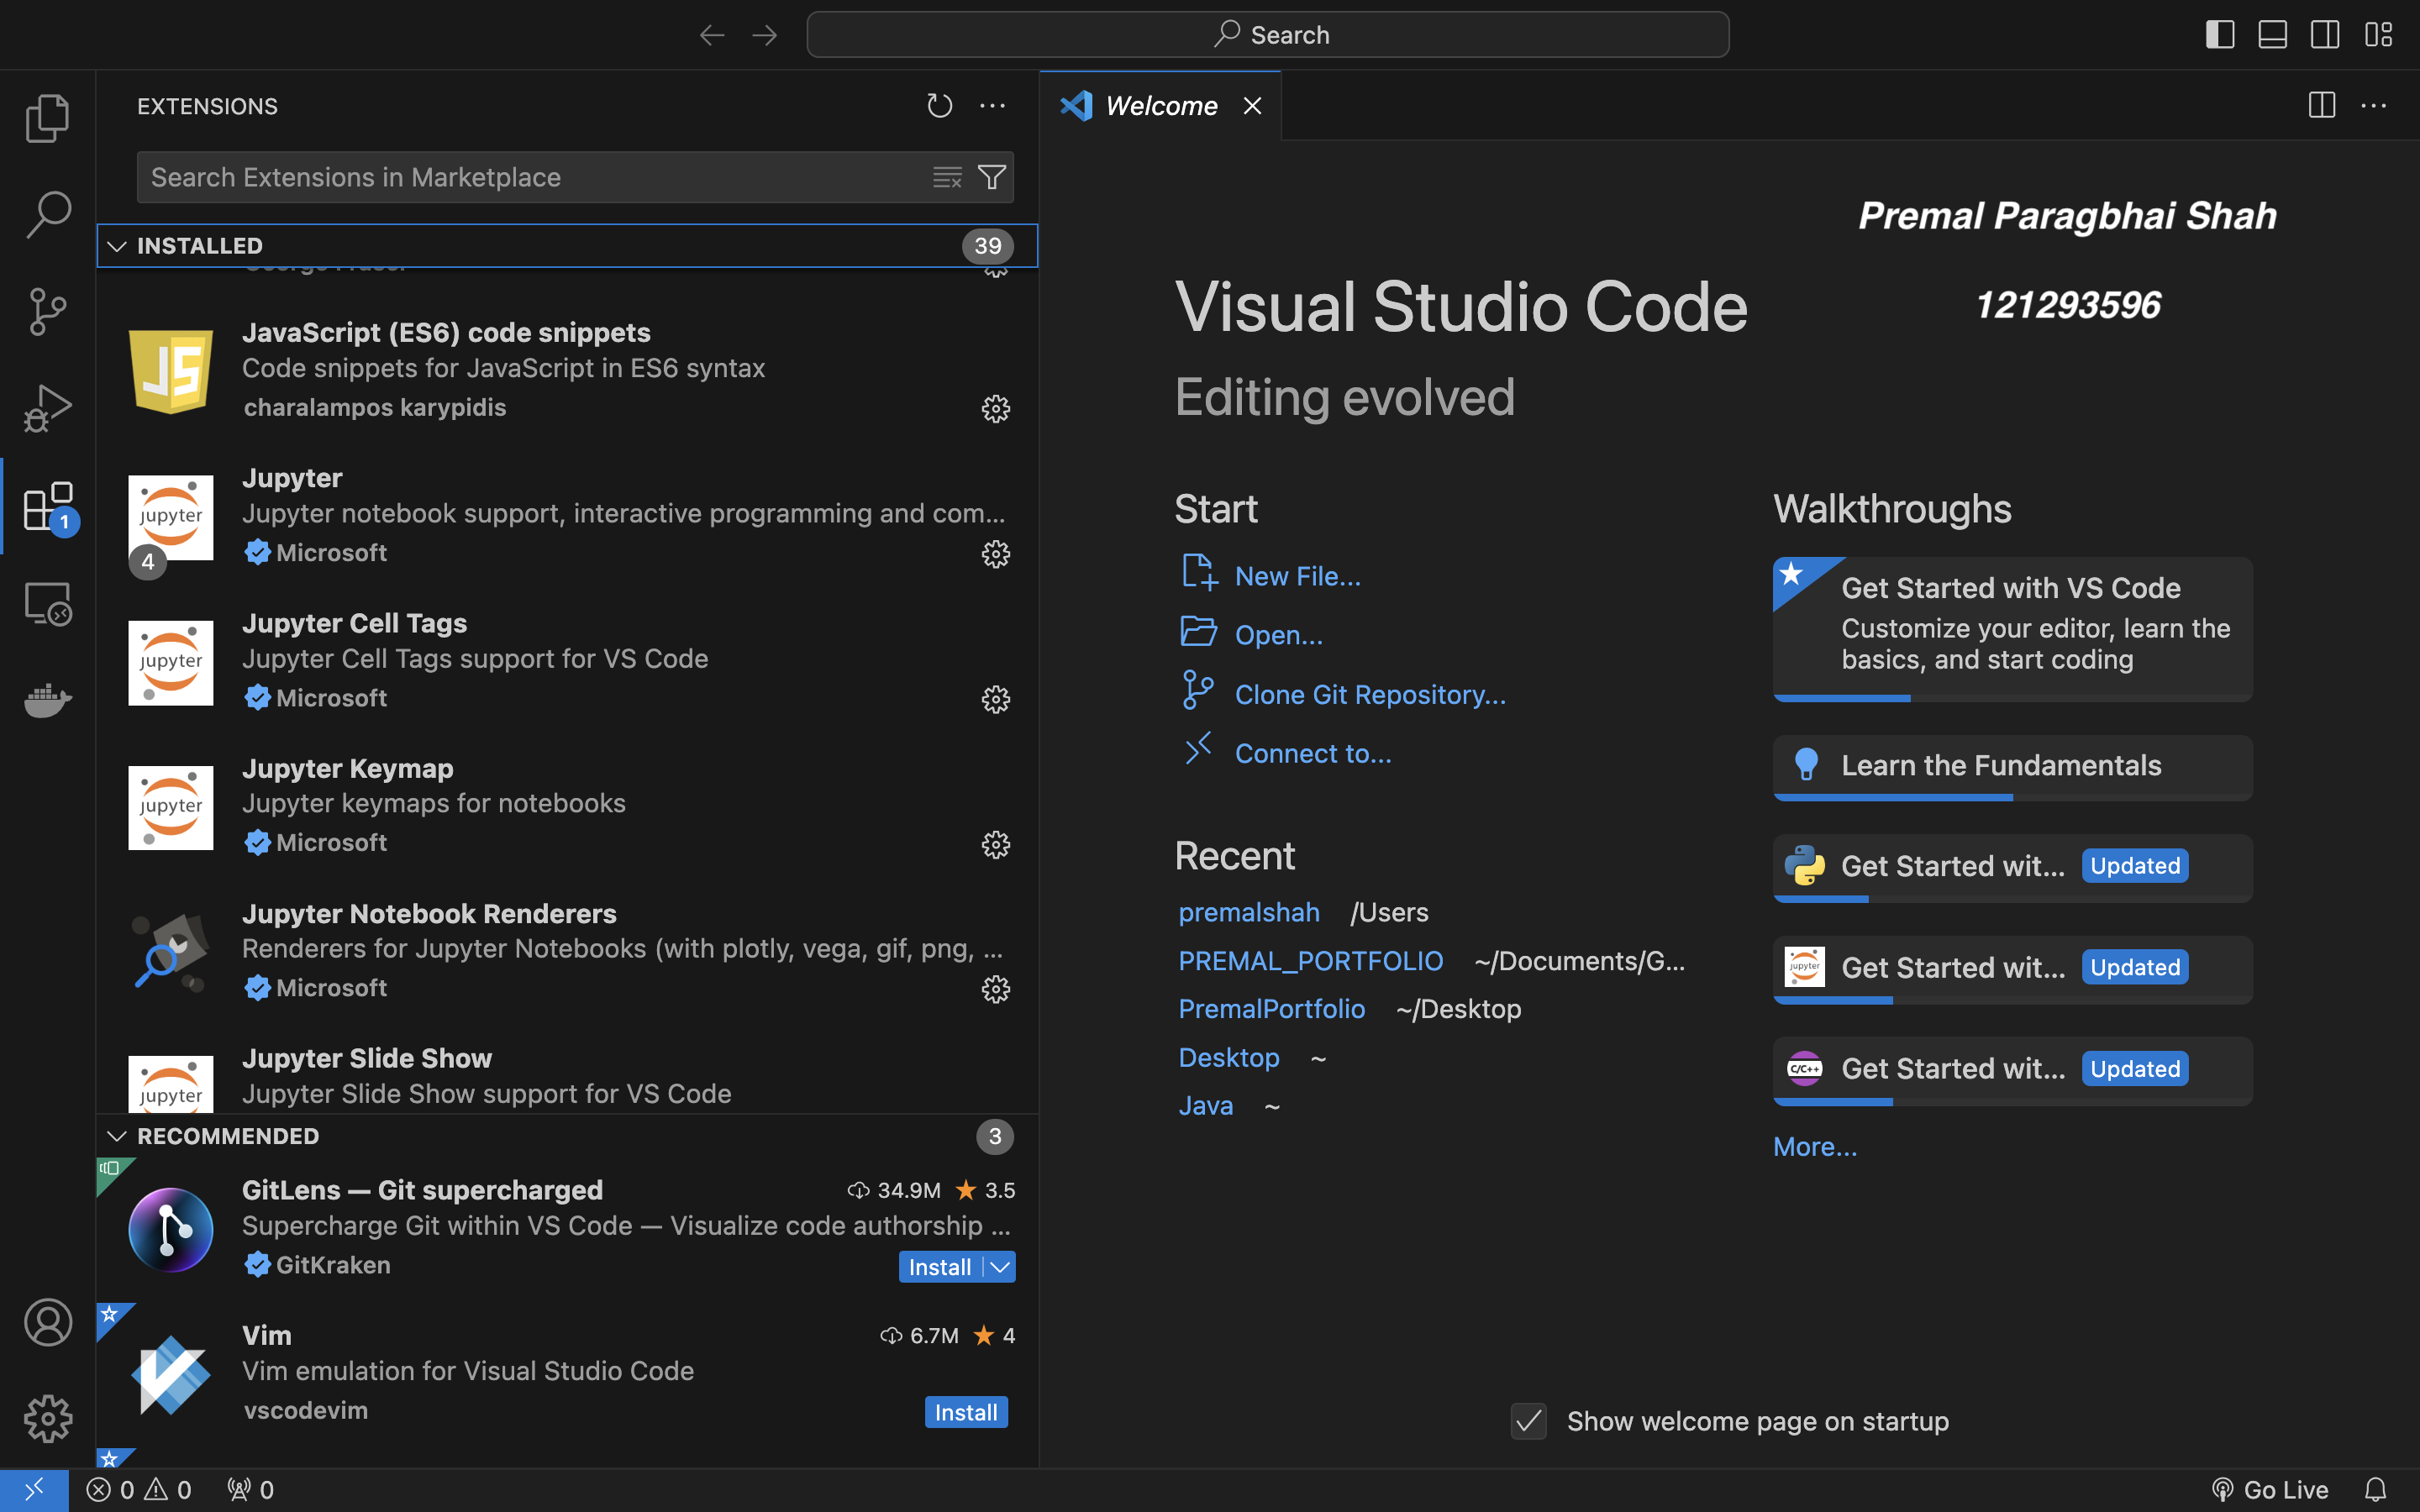 Search
EXTENSIONS
Welcome
Search Extensions in Marketplace
INSTALLED 39
JavaScript (ES6) code snippets
Code snippets for JavaScript in ES6 syntax
charalampos karypidis
Jupyter
Jupyter notebook support, interactive programming and com...
Microsoft
4
Jupyter Cell Tags
Jupyter Cell Tags support for VS Code
Microsoft
Jupyter Keymap
Jupyter keymaps for notebooks
Microsoft
Jupyter Notebook Renderers
Renderers for Jupyter Notebooks (with plotly, vega, gif, png, ...
Microsoft
Jupyter Slide Show
Jupyter Slide Show support for VS Code
RECOMMENDED 3
GitLens — Git supercharged 34.9M 3.5
Supercharge Git within VS Code — Visualize code authorship ...
GitKraken Install
Vim 6.7M 4
Vim emulation for Visual Studio Code
vscodevim Install
1
JS
jupyter
jupyter
jupyter
jupyter
Premal Paragbhai Shah
121293596
Visual Studio Code
Editing evolved
Start
New File...
Open...
Clone Git Repository...
Connect to...
Recent
premalshah /Users
PREMAL_PORTFOLIO ~/Documents/G...
PremalPortfolio ~/Desktop
Desktop ~
Java ~
Walkthroughs
Get Started with VS Code
Customize your editor, learn the
basics, and start coding
Learn the Fundamentals
Get Started wit... Updated
jupyter Get Started wit... Updated
C/C++ Get Started wit... Updated
More...
Show welcome page on startup
0 0 0
Go Live